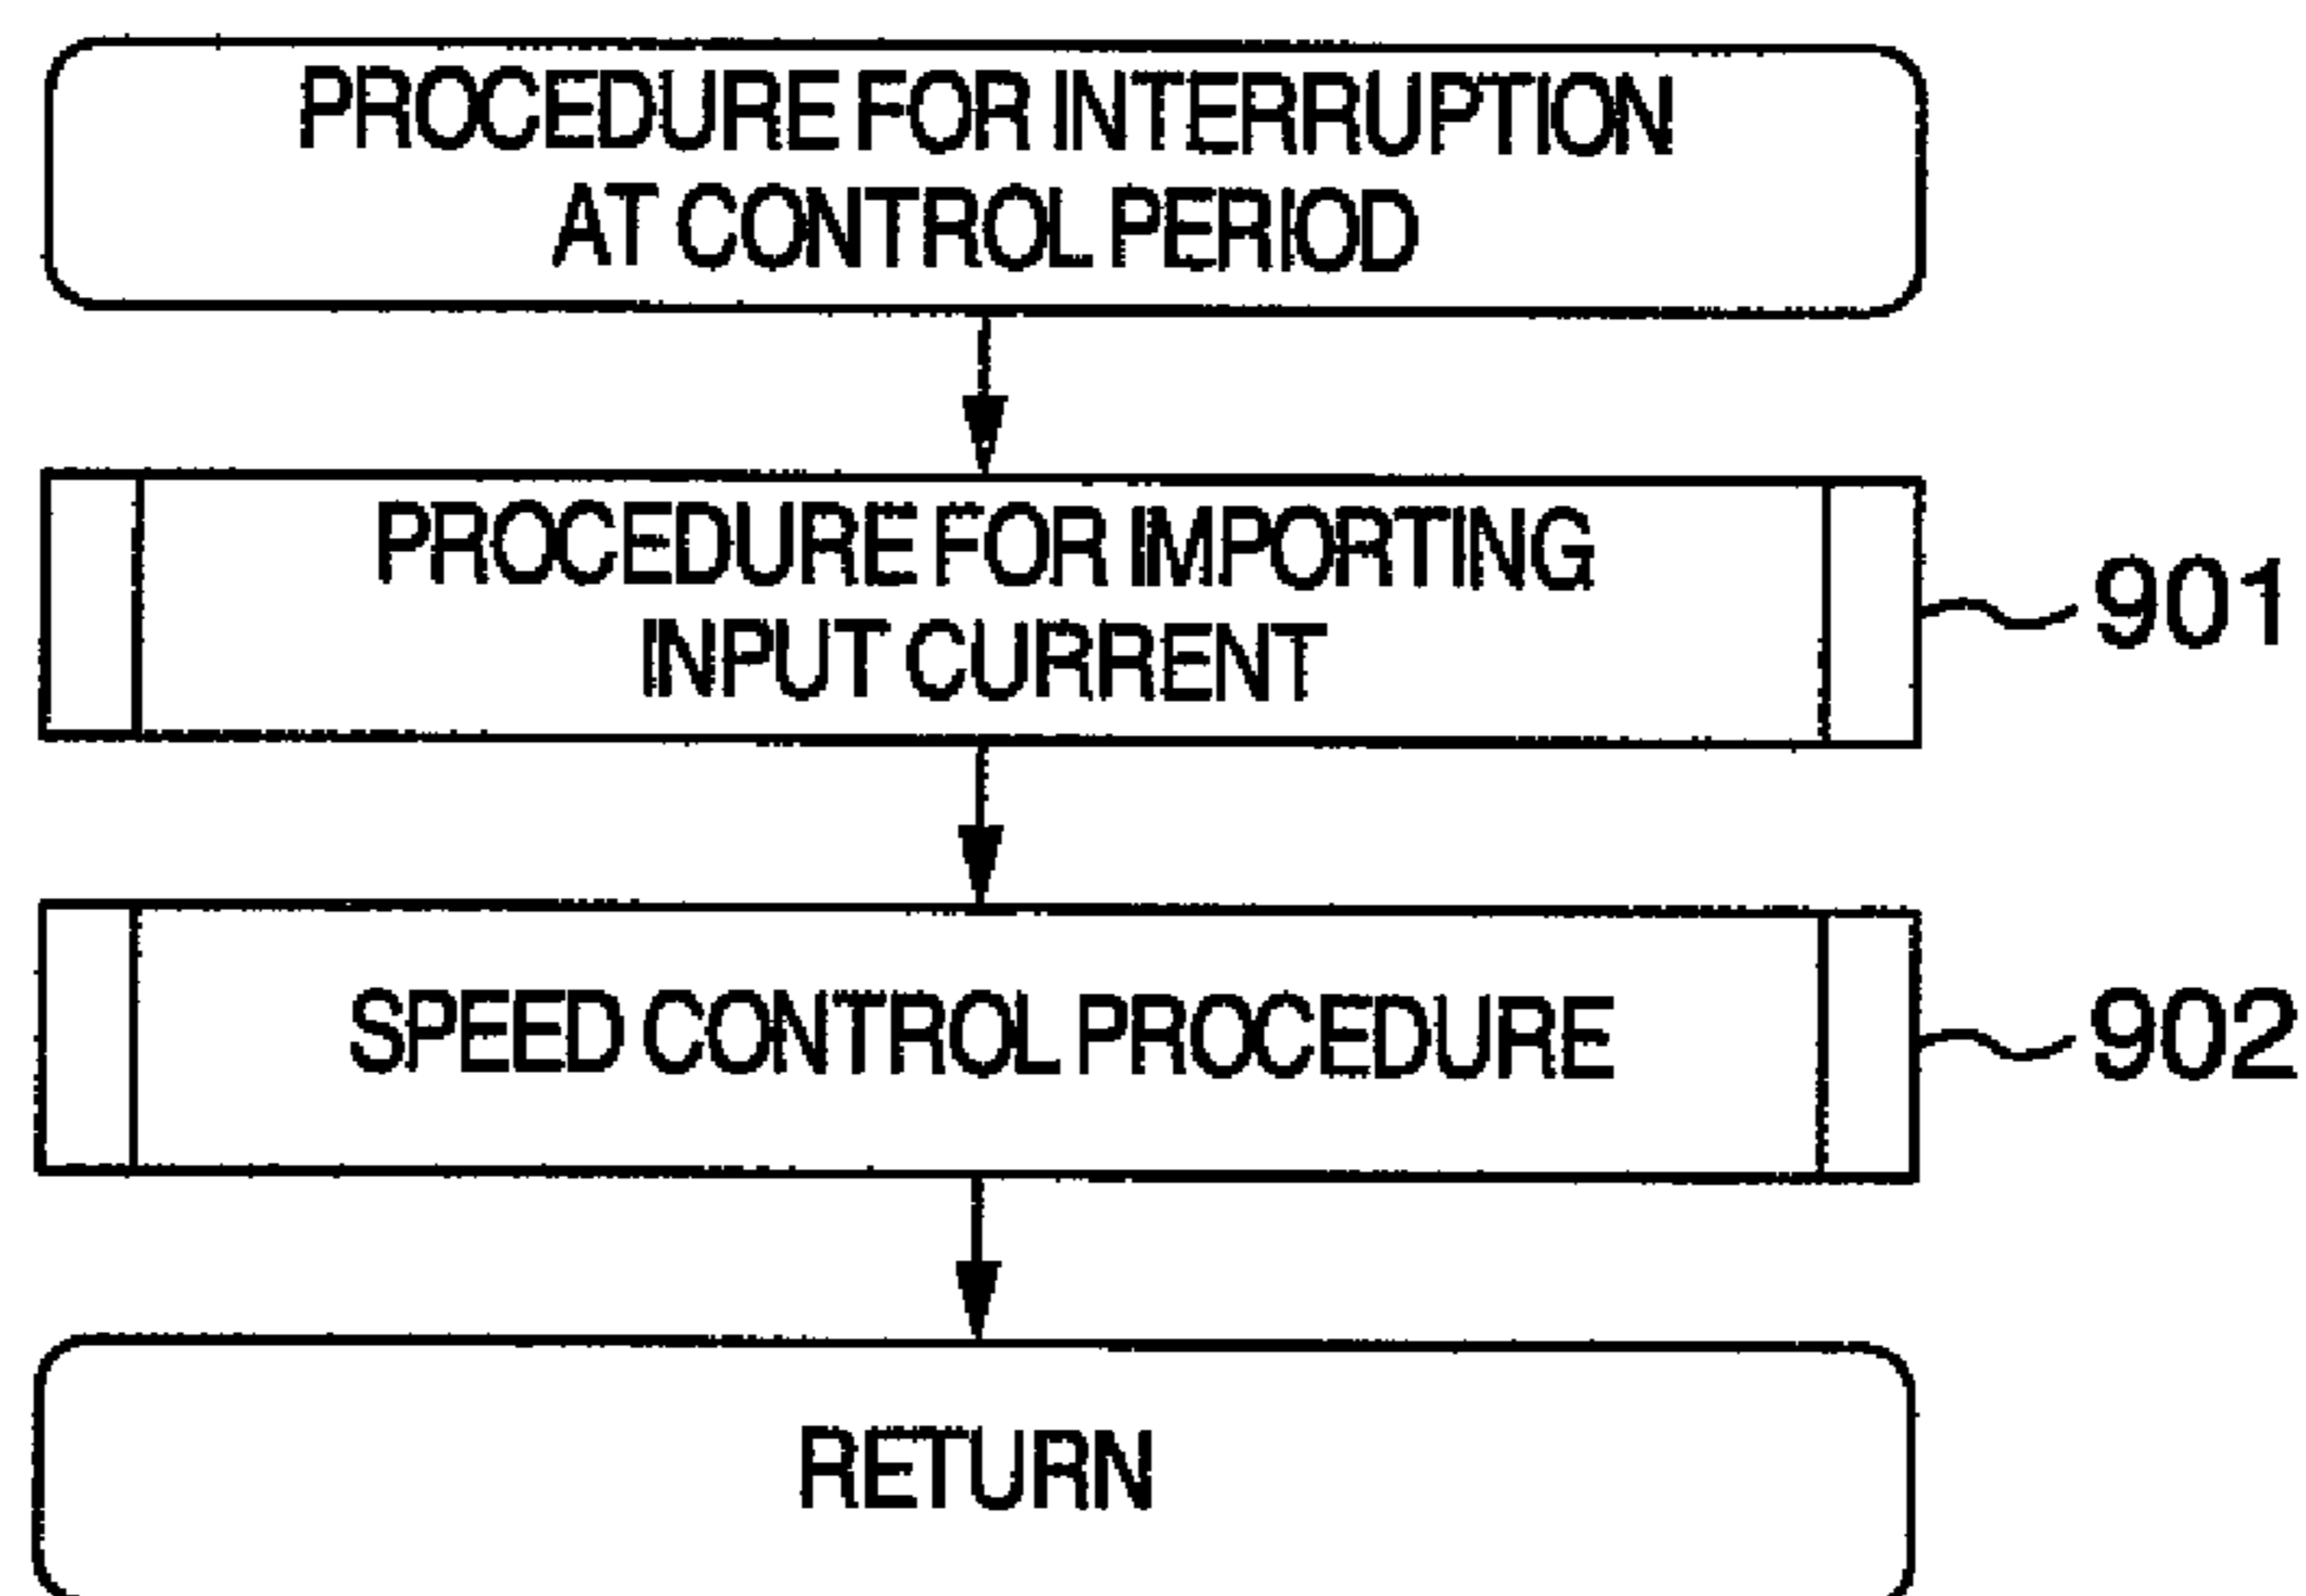 PROCEDURE FOR INTERRUPTION
AT CONTROL PERIOD
PROCEDURE FOR IMPORTING
INPUT CURRENT
901
SPEED CONTROL PROCEDURE
902
RETURN